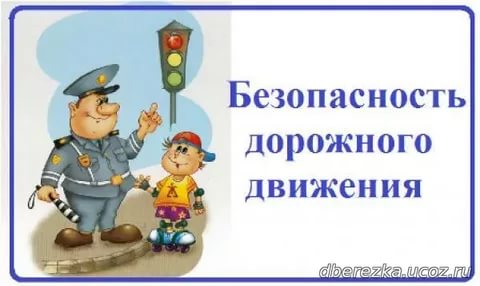 Безопасность
дорожного
движения
dberezka.ucoz.ru